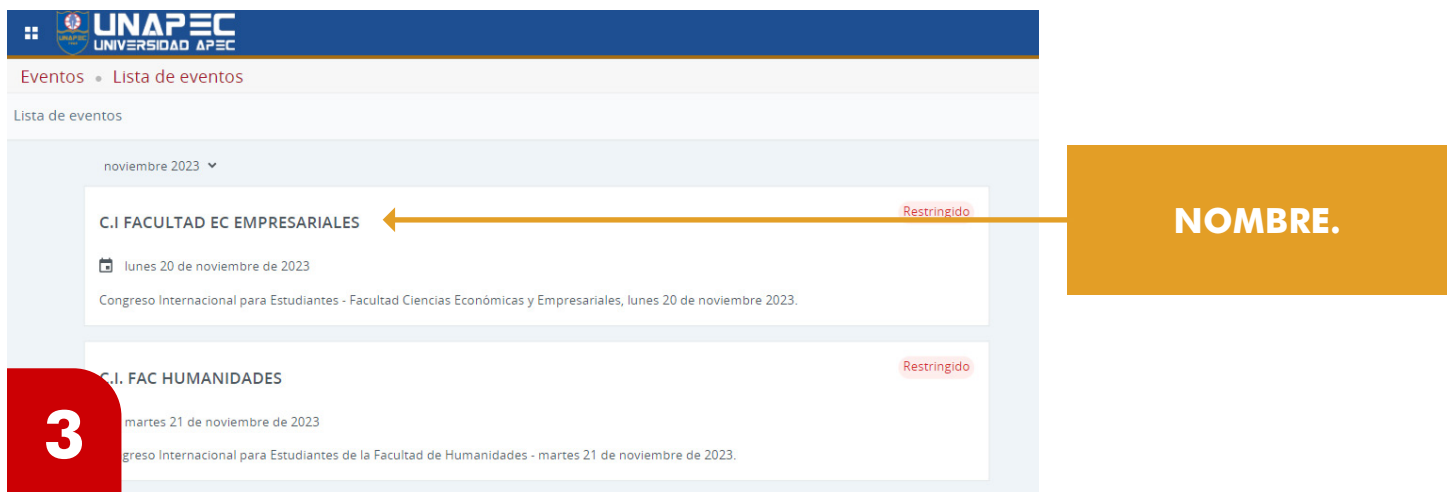 UNAPEC
UNIVERSIDAD APEC
Eventos • Lista de eventos
Lista de eventos
noviembre 2023
C.I FACULTAD EC EMPRESARIALES
Restringido
NOMBRE.
lunes 20 de noviembre de 2023
Congreso Internacional para Estudiantes - Facultad Ciencias Económicas y Empresariales, lunes 20 de noviembre 2023.
C.I. FAC HUMANIDADES
Restringido
martes 21 de noviembre de 2023
greso Internacional para Estudiantes de la Facultad de Humanidades - martes 21 de noviembre de 2023.
3